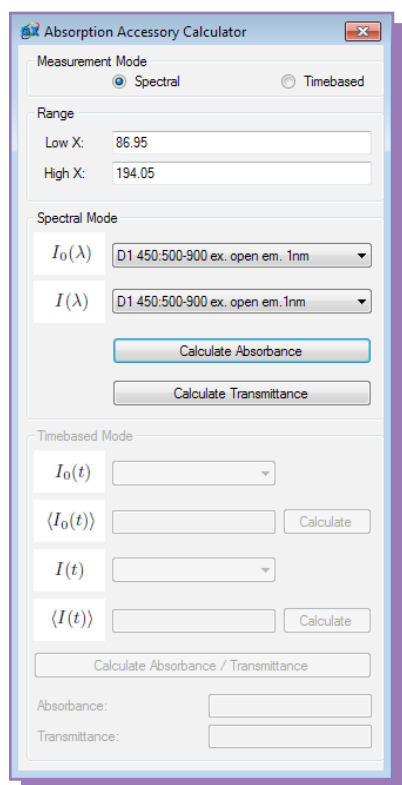 Absorption Accessory Calculator
Measurement Mode
Spectral Timebased
Range
Low X: 86.95
High X: 194.05
Spectral Mode
I₀(λ) D1 450:500-900 ex. open em. 1nm
I(λ) D1 450:500-900 ex. open em.1nm
Calculate Absorbance
Calculate Transmittance
Timebased Mode
I₀(t)
⟨I₀(t)⟩ Calculate
I(t)
⟨I(t)⟩ Calculate
Calculate Absorbance / Transmittance
Absorbance:
Transmittance: